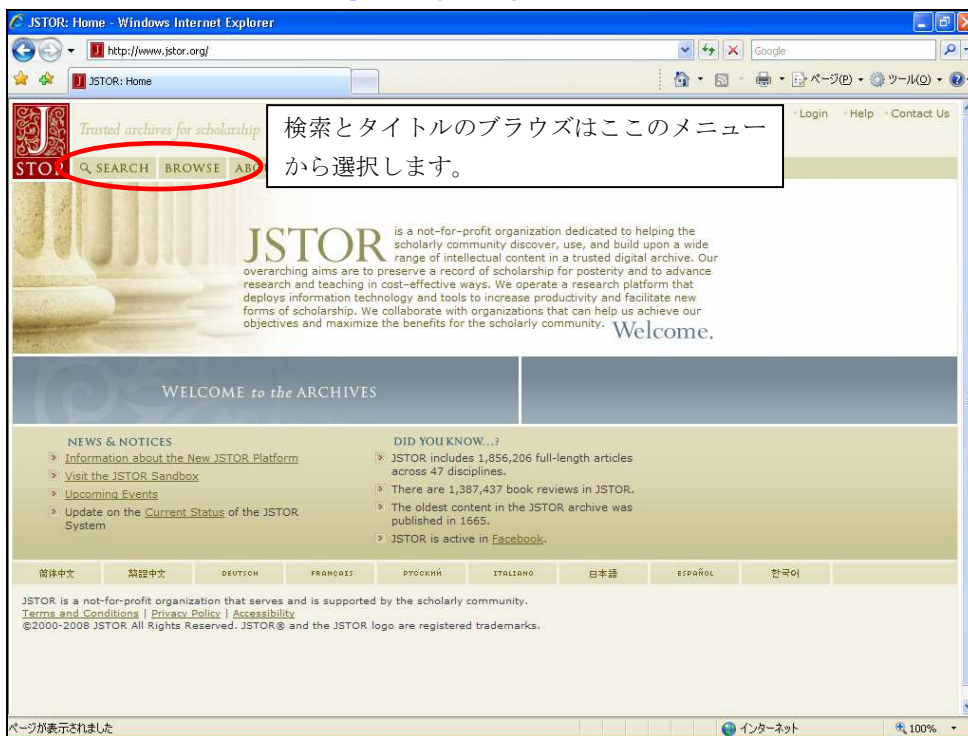 JSTOR: Home - Windows Internet Explorer
http://www.jstor.org/
Google
JSTOR: Home
ページ(P)
ツール(O)
J
STOR
Trusted archives for scholarship
Login
Help
Contact Us
検索とタイトルのブラウズはここのメニュー
から選択します。
SEARCH
BROWSE
JSTOR
is a not-for-profit organization dedicated to helping the
scholarly community discover, use, and build upon a wide
range of intellectual content in a trusted digital archive. Our
overarching aims are to preserve a record of scholarship for posterity and to advance
research and teaching in cost-effective ways. We operate a research platform that
deploys information technology and tools to increase productivity and facilitate new
forms of scholarship. We collaborate with organizations that can help us achieve our
objectives and maximize the benefits for the scholarly community.
Welcome.
WELCOME to the ARCHIVES
NEWS & NOTICES
Information about the New JSTOR Platform
Visit the JSTOR Sandbox
Upcoming Events
Update on the Current Status of the JSTOR
System
DID YOU KNOW...?
JSTOR includes 1,856,206 full-length articles
across 47 disciplines.
There are 1,387,437 book reviews in JSTOR.
The oldest content in the JSTOR archive was
published in 1665.
JSTOR is active in Facebook.
简体中文
繁體中文
DEUTSCH
FRANÇAIS
РУССКИЙ
ITALIANO
日本語
ESPAÑOL
한국어
JSTOR is a not-for-profit organization that serves and is supported by the scholarly community.
Terms and Conditions | Privacy Policy | Accessibility
©2000-2008 JSTOR All Rights Reserved. JSTOR® and the JSTOR logo are registered trademarks.
ページが表示されました
インターネット
100%